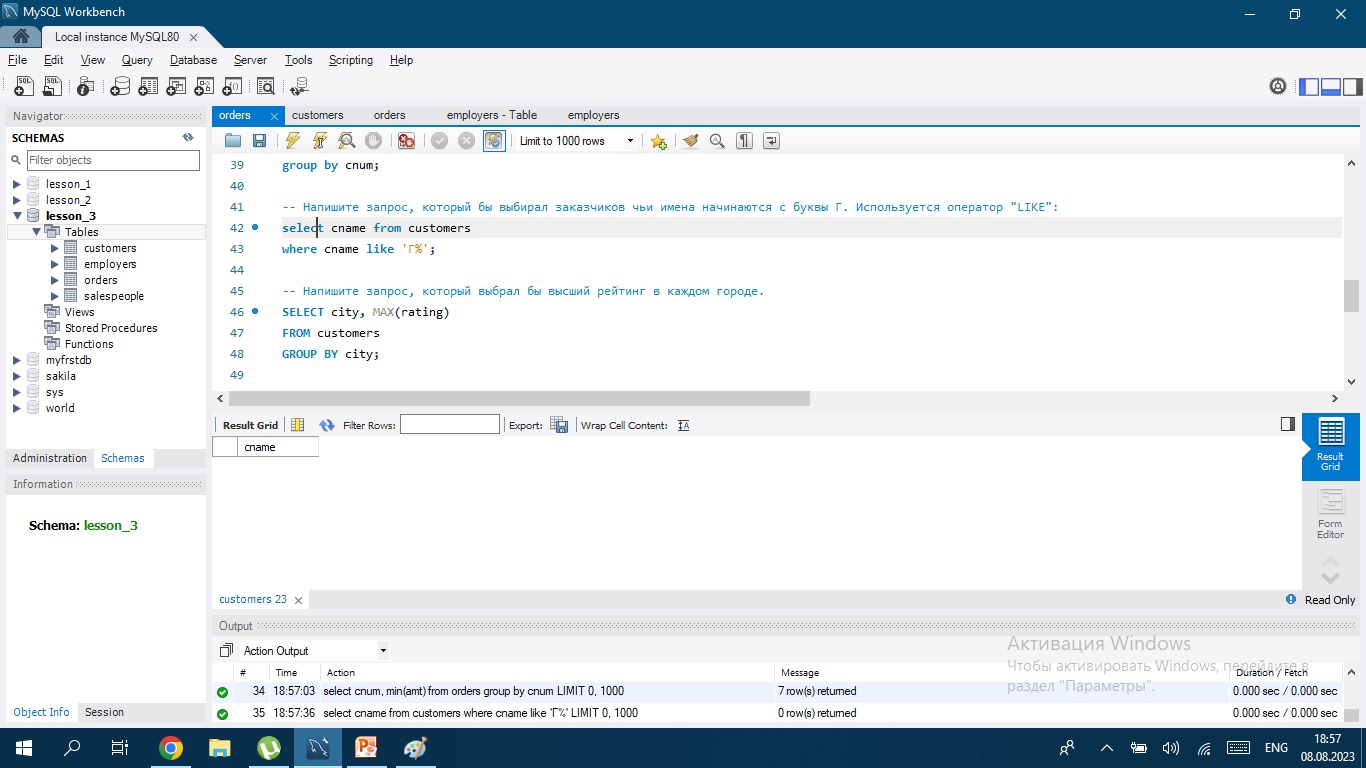 MySQL Workbench
Local instance MySQL80
File Edit View Query Database Server Tools Scripting Help
Navigator
SCHEMAS
Filter objects
lesson_1
lesson_2
lesson_3
Tables
customers
employers
orders
salespeople
Views
Stored Procedures
Functions
myfrstdb
sakila
sys
world
Administration Schemas
Information
Schema: lesson_3
Object Info Session
orders customers orders employers - Table employers
Limit to 1000 rows
39 group by cnum;
40
41 -- Напишите запрос, который бы выбирал заказчиков чьи имена начинаются с буквы Г. Используется оператор "LIKE":
42 select cname from customers
43 where cname like 'Г%';
44
45 -- Напишите запрос, который выбрал бы высший рейтинг в каждом городе.
46 SELECT city, MAX(rating)
47 FROM customers
48 GROUP BY city;
49
Result Grid Filter Rows: Export: Wrap Cell Content:
cname
Result Grid
Form Editor
customers 23
Read Only
Output
Action Output
# Time Action Message Duration / Fetch
34 18:57:03 select cnum, min(amt) from orders group by cnum LIMIT 0, 1000 7 row(s) returned 0.000 sec / 0.000 sec
35 18:57:36 select cname from customers where cname like 'Г%' LIMIT 0, 1000 0 row(s) returned 0.000 sec / 0.000 sec
Активация Windows
Чтобы активировать Windows, перейдите в
раздел "Параметры".
ENG
18:57
08.08.2023